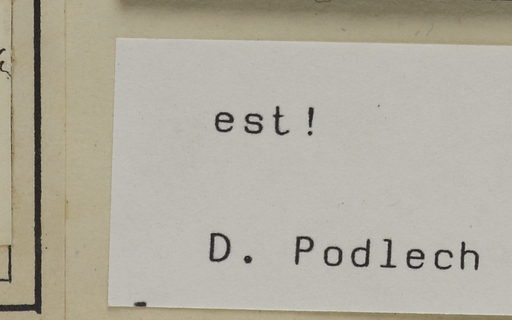 est!
D. Podlech